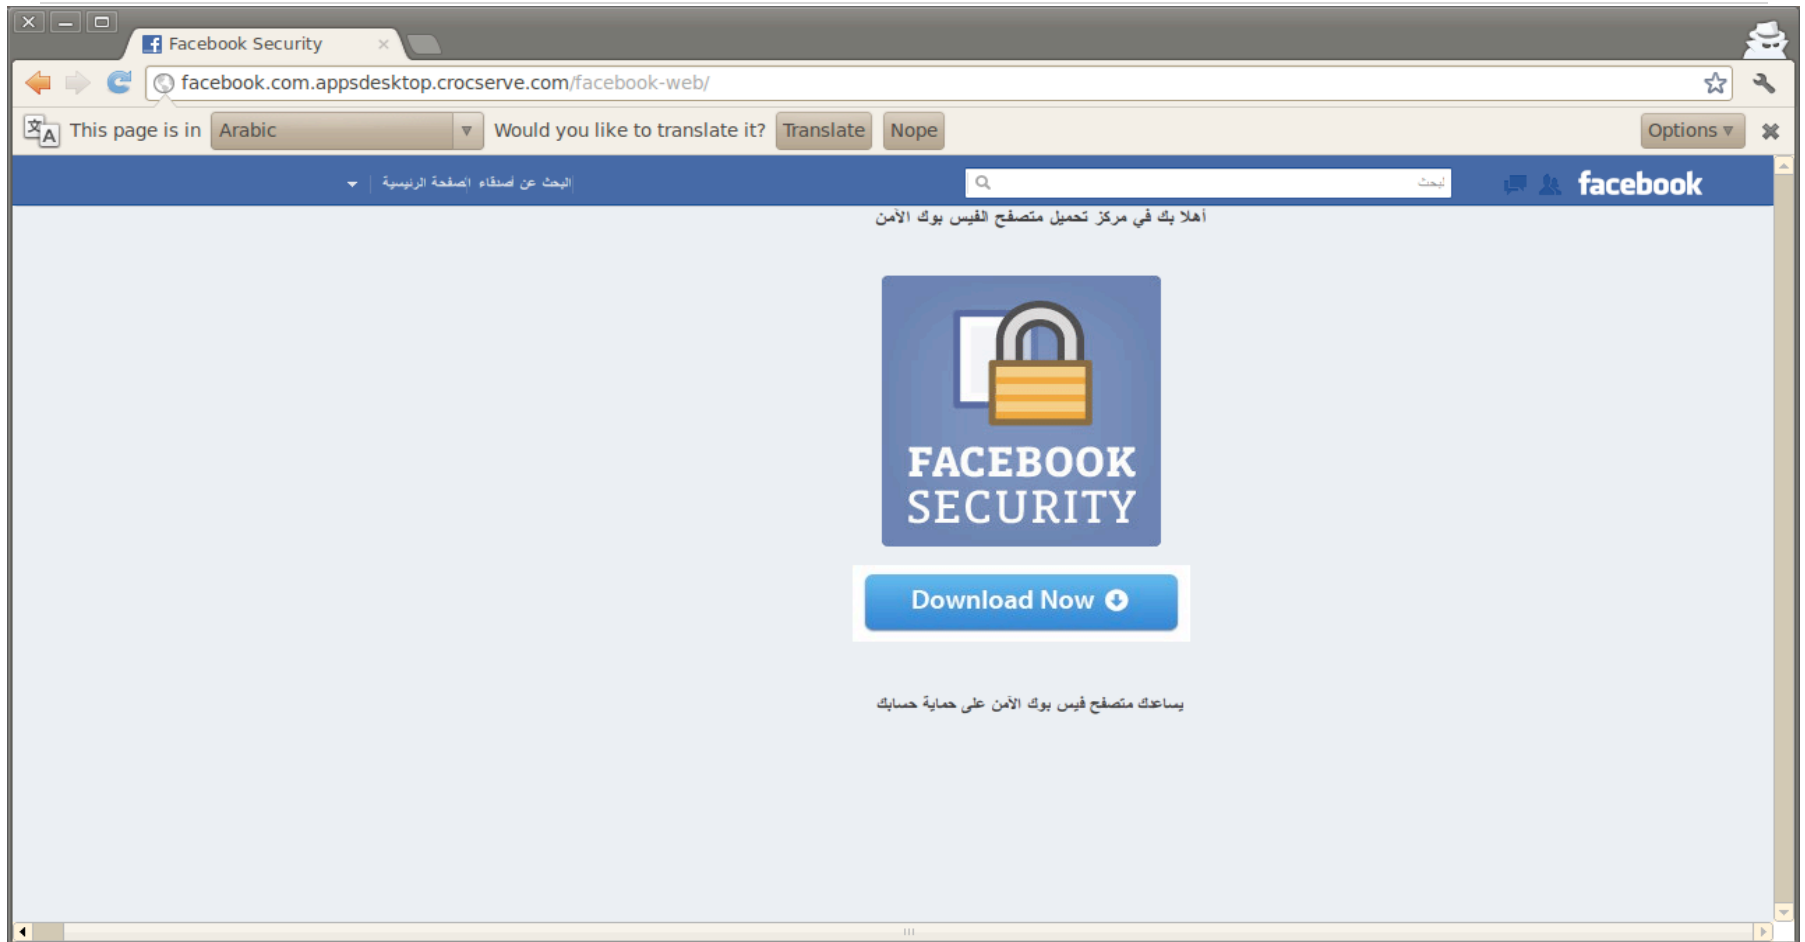 Facebook Security
facebook.com.appsdesktop.crocserve.com/facebook-web/
This page is in Arabic Would you like to translate it? Translate Nope Options
facebook
البحث عن أصدقاء الصفحة الرئيسية
أهلا بك في مركز تحميل متصفح الفيس بوك الآمن
FACEBOOK
SECURITY
Download Now
يساعدك متصفح فيس بوك الآمن على حماية حسابك